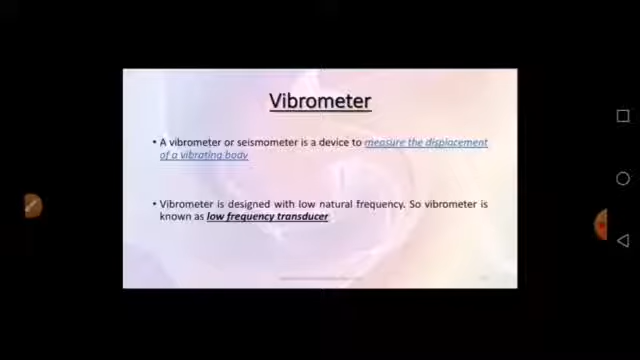 Vibrometer
• A vibrometer or seismometer is a device to measure the displacement
of a vibrating body
• Vibrometer is designed with low natural frequency. So vibrometer is
known as low frequency transducer